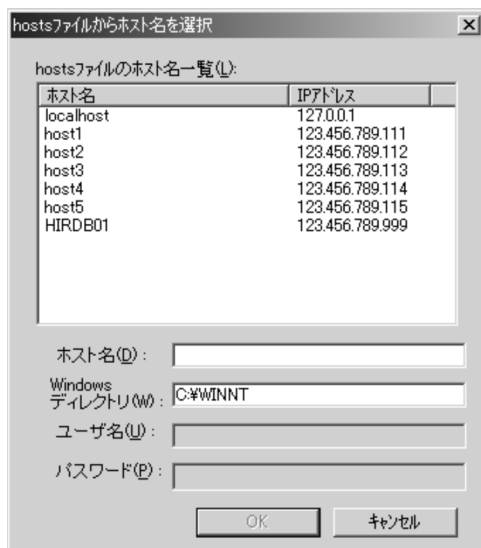 hostsﾌｧｲﾙからﾎｽﾄ名を選択
hostsファイルのホスト名一覧(L):
ホスト名 IPアドレス
localhost 127.0.0.1
host1 123.456.789.111
host2 123.456.789.112
host3 123.456.789.113
host4 123.456.789.114
host5 123.456.789.115
HIRDB01 123.456.789.999
ホスト名(D)：
Windows
ディレクトリ(W)： C:¥WINNT
ユーザ名(U)：
パスワード(P)：
OK キャンセル